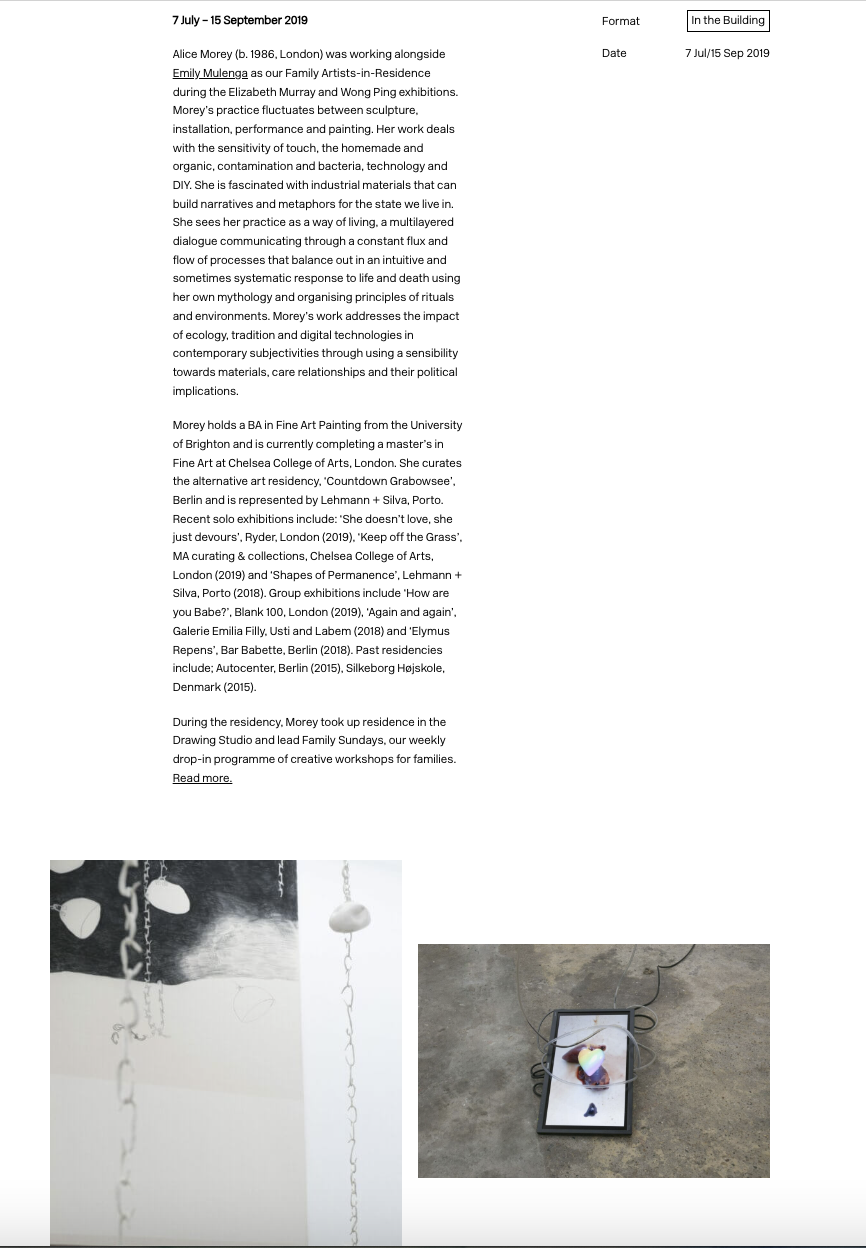 7 July – 15 September 2019
Format
In the Building
Date
7 Jul/15 Sep 2019
Alice Morey (b. 1986, London) was working alongside
Emily Mulenga as our Family Artists-in-Residence
during the Elizabeth Murray and Wong Ping exhibitions.
Morey’s practice fluctuates between sculpture,
installation, performance and painting. Her work deals
with the sensitivity of touch, the homemade and
organic, contamination and bacteria, technology and
DIY. She is fascinated with industrial materials that can
build narratives and metaphors for the state we live in.
She sees her practice as a way of living, a multilayered
dialogue communicating through a constant flux and
flow of processes that balance out in an intuitive and
sometimes systematic response to life and death using
her own mythology and organising principles of rituals
and environments. Morey’s work addresses the impact
of ecology, tradition and digital technologies in
contemporary subjectivities through using a sensibility
towards materials, care relationships and their political
implications.
Morey holds a BA in Fine Art Painting from the University
of Brighton and is currently completing a master’s in
Fine Art at Chelsea College of Arts, London. She curates
the alternative art residency, ‘Countdown Grabowsee’,
Berlin and is represented by Lehmann + Silva, Porto.
Recent solo exhibitions include: ‘She doesn’t love, she
just devours’, Ryder, London (2019), ‘Keep off the Grass’,
MA curating & collections, Chelsea College of Arts,
London (2019) and ‘Shapes of Permanence’, Lehmann +
Silva, Porto (2018). Group exhibitions include ‘How are
you Babe?’, Blank 100, London (2019), ‘Again and again’,
Galerie Emilia Filly, Usti and Labem (2018) and ‘Elymus
Repens’, Bar Babette, Berlin (2018). Past residencies
include; Autocenter, Berlin (2015), Silkeborg Højskole,
Denmark (2015).
During the residency, Morey took up residence in the
Drawing Studio and lead Family Sundays, our weekly
drop-in programme of creative workshops for families.
Read more.